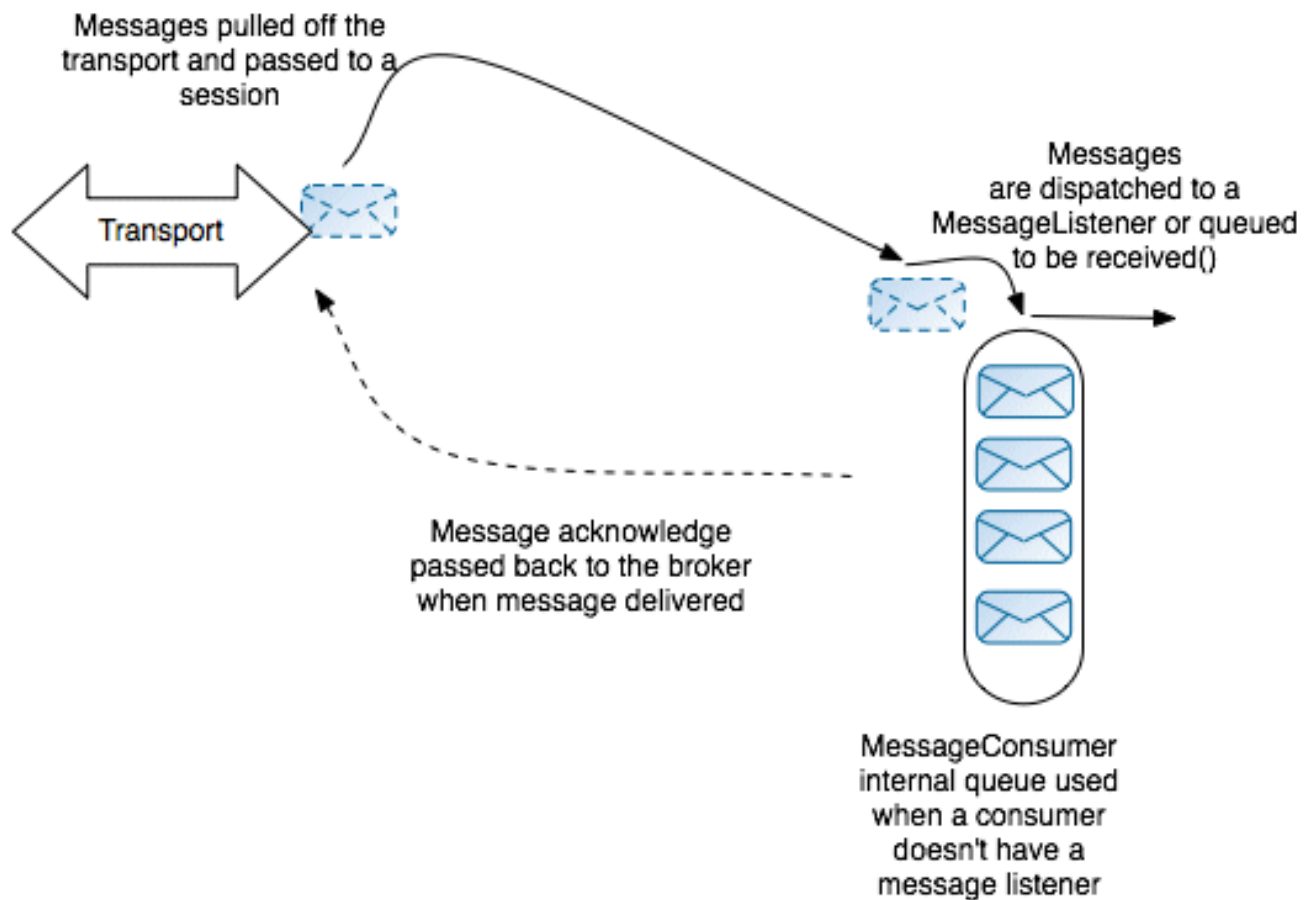 Messages pulled off the
transport and passed to a
session
Transport
Messages
are dispatched to a
MessageListener or queued
to be received()
Message acknowledge
passed back to the broker
when message delivered
MessageConsumer
internal queue used
when a consumer
doesn't have a
message listener